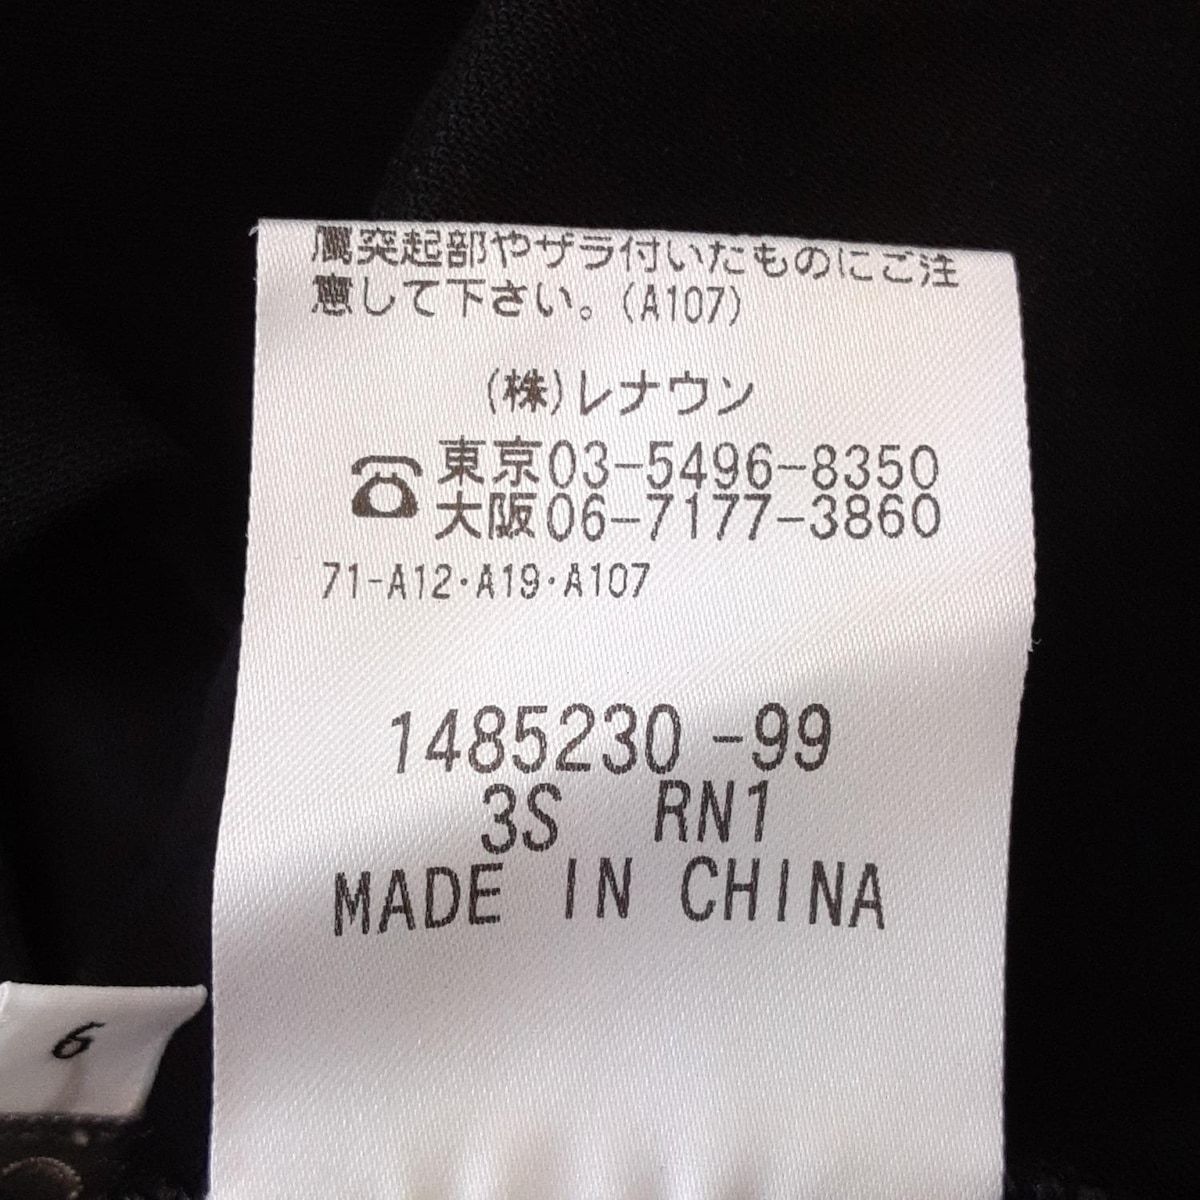 突起部やザラ付いたものにご注
意して下さい。(A107)
(株)レナウン
☎東京03-5496-8350
大阪06-7177-3860
71-A12・A19・A107
1485230-99
3S RN1
MADE IN CHINA
6